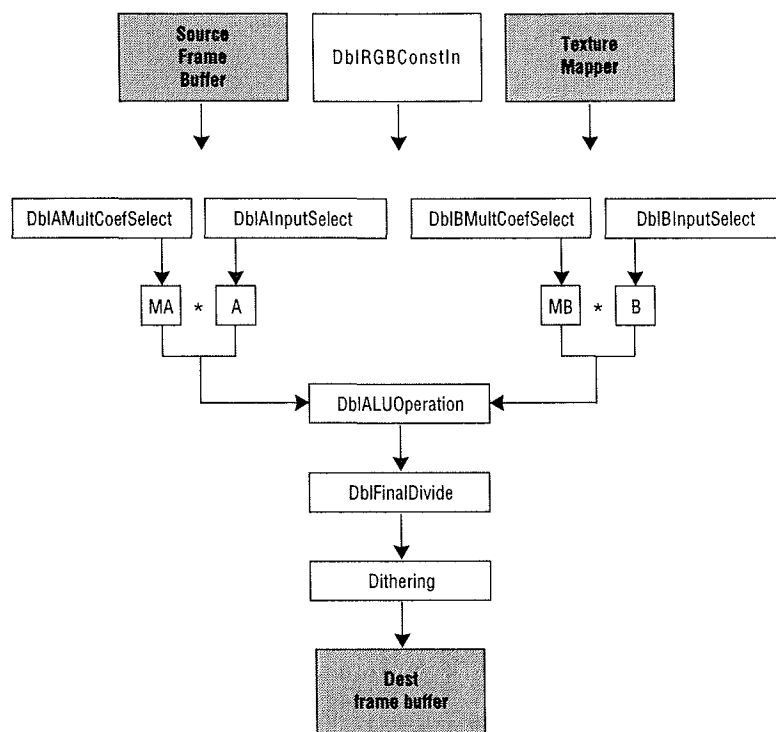 Source
Frame
Buffer
DblRGBConstIn
Texture
Mapper
DblAMultCoefSelect
DblAInputSelect
DblBMultCoefSelect
DblBInputSelect
MA * A
MB * B
DblALUOperation
DblFinalDivide
Dithering
Dest
frame buffer